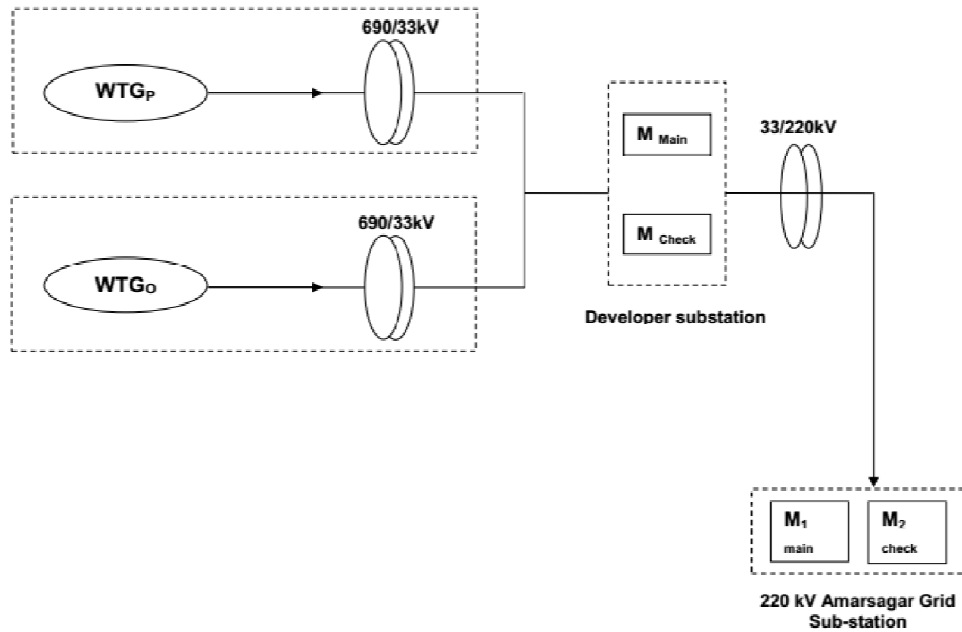 690/33kV
WTGP
690/33kV
WTGO
M Main
M Check
Developer substation
33/220kV
M1
main
M2
check
220 kV Amarsagar Grid
Sub-station